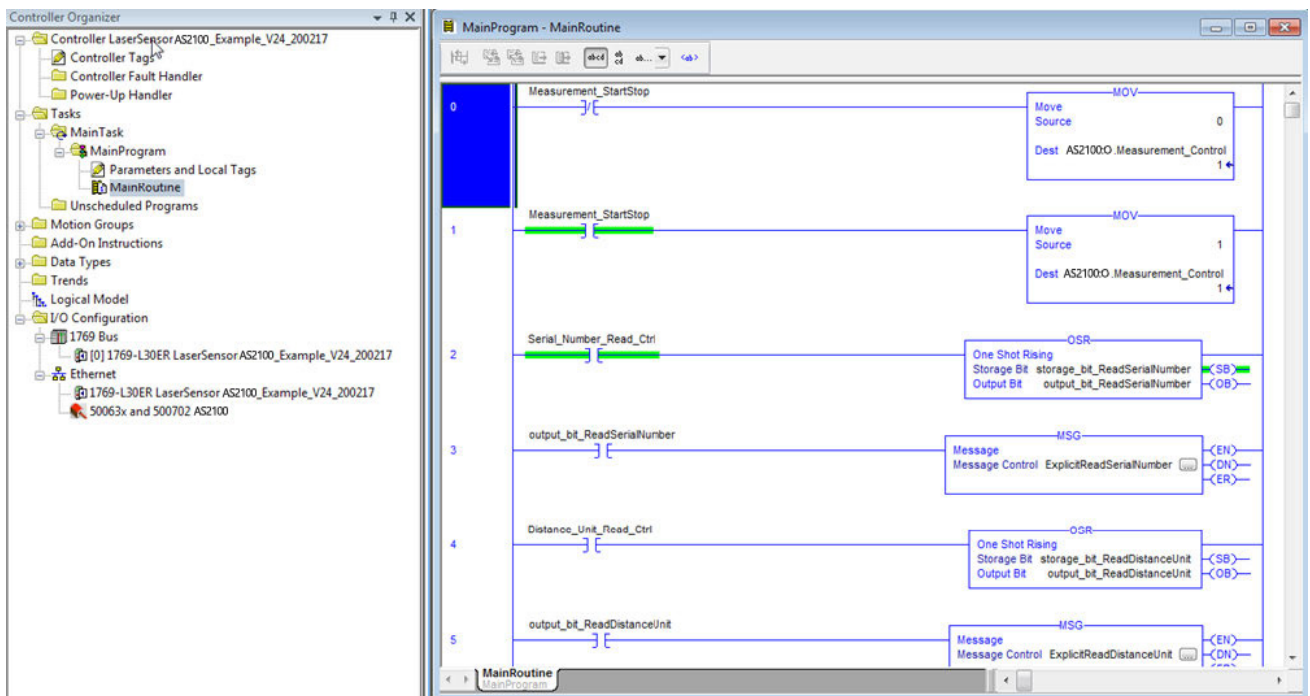 Controller Organizer
Controller LaserSensor AS2100_Example_V24_200217
Controller Tags
Controller Fault Handler
Power-Up Handler
Tasks
MainTask
MainProgram
Parameters and Local Tags
MainRoutine
Unscheduled Programs
Motion Groups
Add-On Instructions
Data Types
Trends
Logical Model
I/O Configuration
1769 Bus
[0] 1769-L30ER LaserSensor AS2100_Example_V24_200217
Ethernet
1769-L30ER LaserSensor AS2100_Example_V24_200217
50063x and 500702 AS2100
MainProgram - MainRoutine
abcd ab cd ab... <ab>
0
Measurement_StartStop
MOV
Move
Source 0
Dest AS2100:O.Measurement_Control
1
1
Measurement_StartStop
MOV
Move
Source 1
Dest AS2100:O.Measurement_Control
1
2
Serial_Number_Read_Ctrl
OSR
One Shot Rising
Storage Bit storage_bit_ReadSerialNumber (SB)
Output Bit output_bit_ReadSerialNumber (OB)
3
output_bit_ReadSerialNumber
MSG
Message (EN)
Message Control ExplicitReadSerialNumber ... (DN)
(ER)
4
Distance_Unit_Read_Ctrl
OSR
One Shot Rising
Storage Bit storage_bit_ReadDistanceUnit (SB)
Output Bit output_bit_ReadDistanceUnit (OB)
5
output_bit_ReadDistanceUnit
MSG
Message (EN)
Message Control ExplicitReadDistanceUnit ... (DN)
MainRoutine
MainProgram